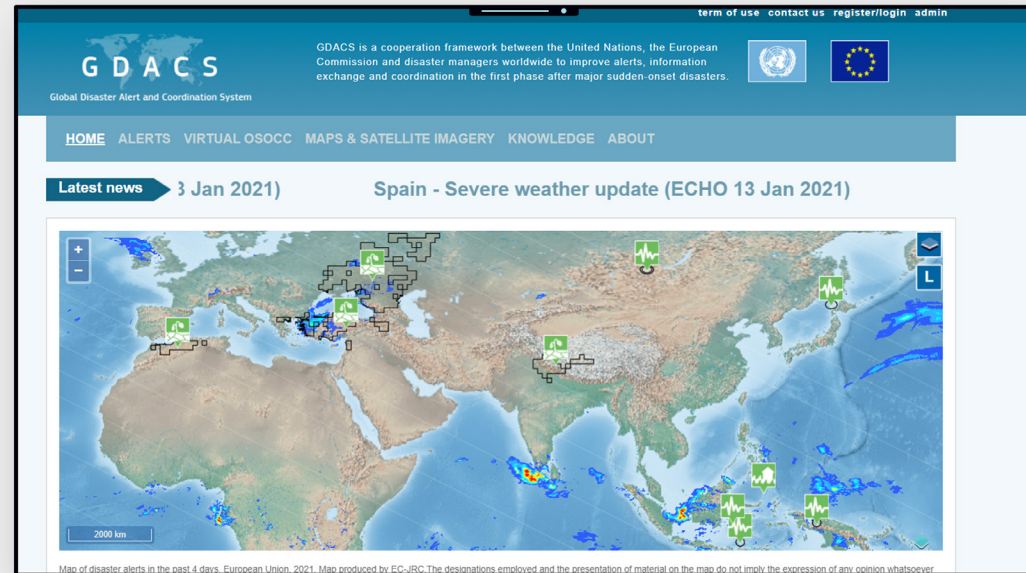 term of use contact us register/login admin
GDACS
Global Disaster Alert and Coordination System
GDACS is a cooperation framework between the United Nations, the European
Commission and disaster managers worldwide to improve alerts, information
exchange and coordination in the first phase after major sudden-onset disasters.
HOME ALERTS VIRTUAL OSOCC MAPS & SATELLITE IMAGERY KNOWLEDGE ABOUT
Latest news 3 Jan 2021) Spain - Severe weather update (ECHO 13 Jan 2021)
+
−
L
2000 km
Map of disaster alerts in the past 4 days. European Union, 2021. Map produced by EC-JRC.The designations employed and the presentation of material on the map do not imply the expression of any opinion whatsoever